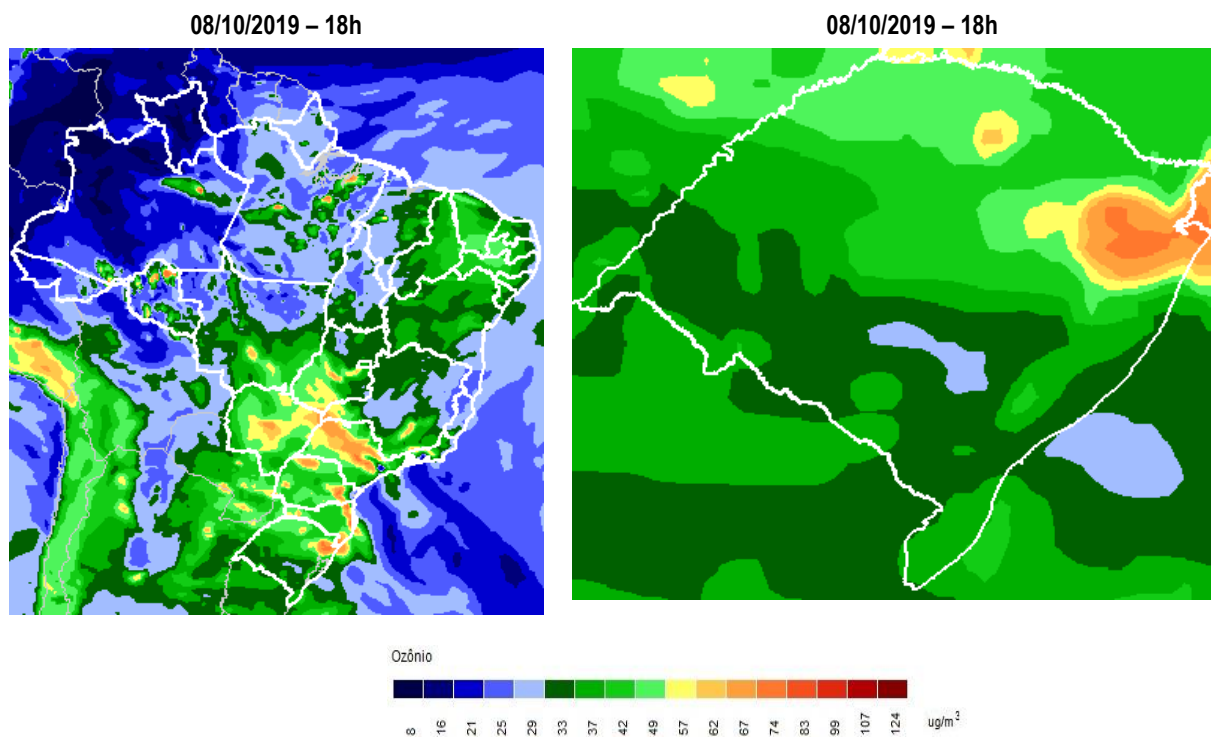 08/10/2019 – 18h
08/10/2019 – 18h
Ozônio
8 16 21 25 29 33 37 42 49 57 62 67 74 83 99 107 124 ug/m³